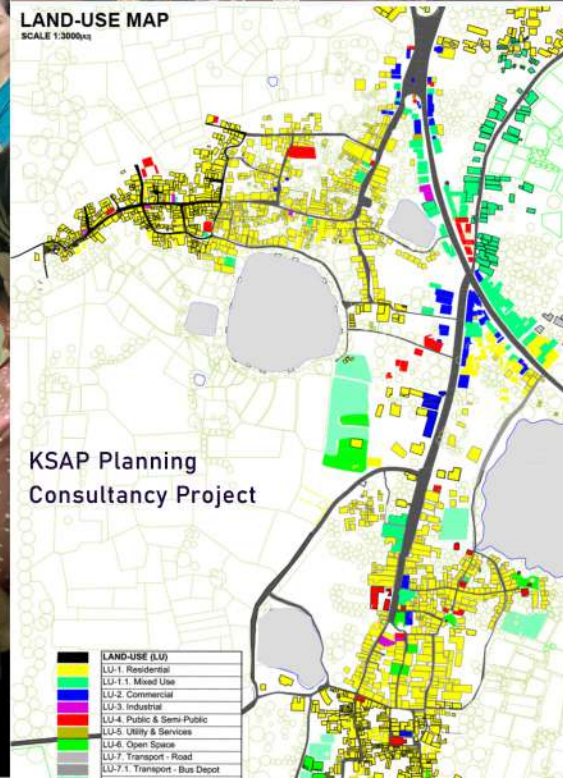 LAND-USE MAP
SCALE 1:3000(A3)
KSAP Planning
Consultancy Project
LAND-USE (LU)
LU-1. Residential
LU-1.1. Mixed Use
LU-2. Commercial
LU-3. Industrial
LU-4. Public & Semi-Public
LU-5. Utility & Services
LU-6. Open Space
LU-7. Transport - Road
LU-7.1. Transport - Bus Depot